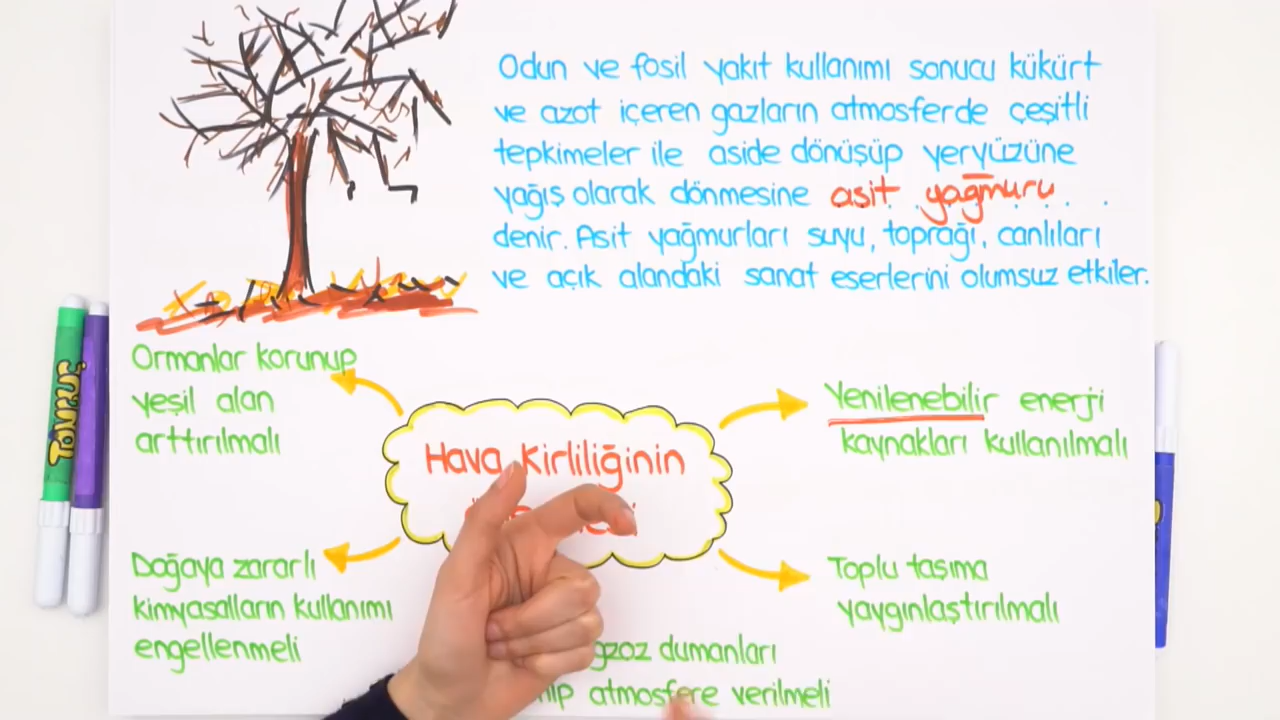 Odun ve fosil yakıt kullanımı sonucu kükürt
ve azot içeren gazların atmosferde çeşitli
tepkimeler ile aside dönüşüp yeryüzüne
yağış olarak dönmesine asit yağmuru
denir. Asit yağmurları suyu, toprağı, canlıları
ve açık alandaki sanat eserlerini olumsuz etkiler.
Ormanlar korunup
yeşil alan
arttırılmalı
Hava Kirliliğinin
Yenilenebilir enerji
kaynakları kullanılmalı
Doğaya zararlı
kimyasalların kullanımı
engellenmeli
Toplu taşıma
yaygınlaştırılmalı
dumanları
atmosfere verilmeli